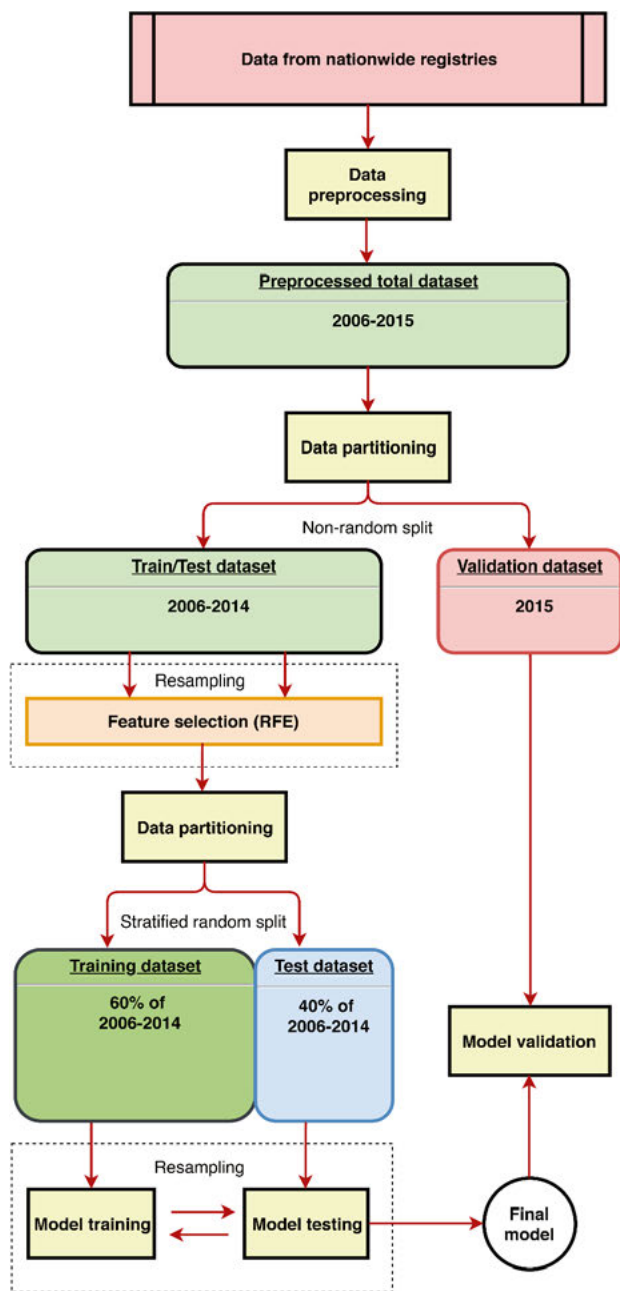 Data from nationwide registries
Data
preprocessing
Preprocessed total dataset
2006-2015
Data partitioning
Non-random split
Train/Test dataset
2006-2014
Validation dataset
2015
Resampling
Feature selection (RFE)
Data partitioning
Stratified random split
Training dataset
60% of
2006-2014
Test dataset
40% of
2006-2014
Model validation
Resampling
Model training
Model testing
Final
model